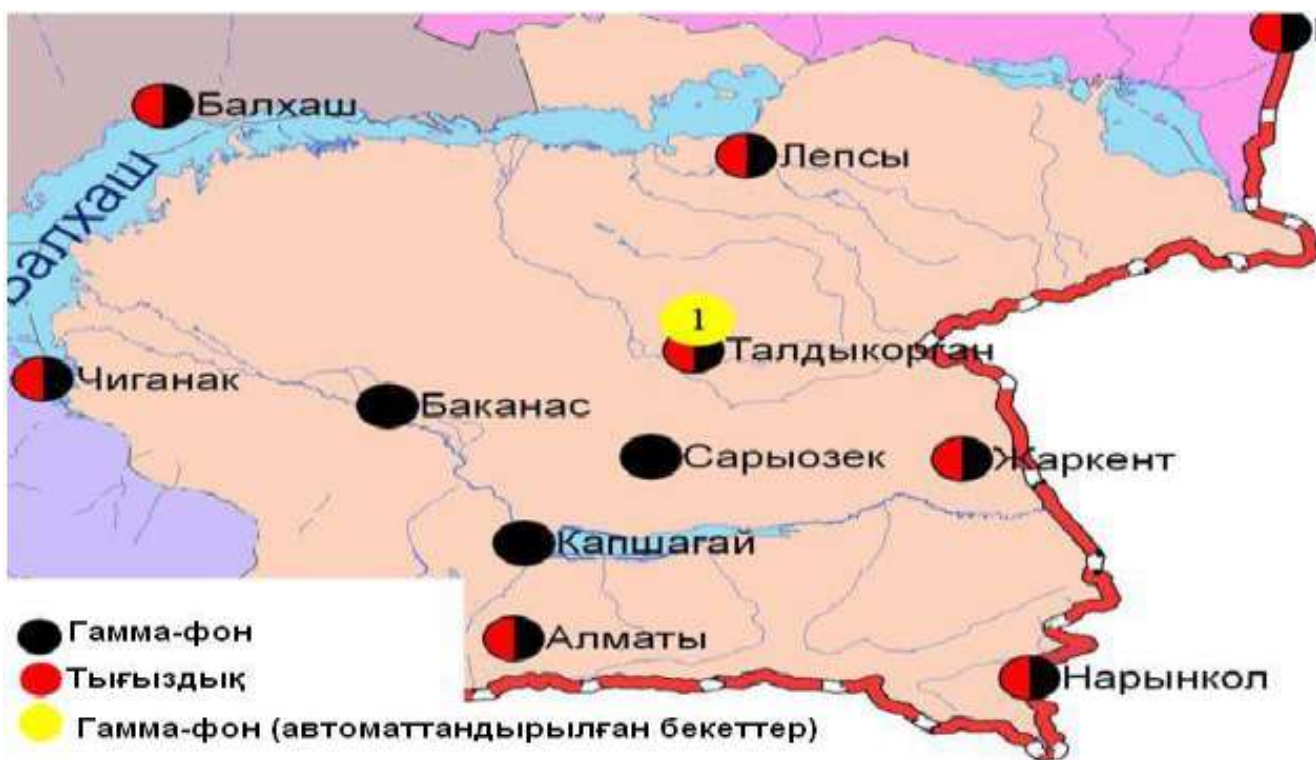 Балхаш
Лепсы
Балхаш
1
Талдыкорган
Чиганак
Баканас
Сарыозек
Жаркент
Капшагай
Гамма-фон
Алматы
Тығыздық
Нарынкол
Гамма-фон (автоматтандырылған бекеттер)